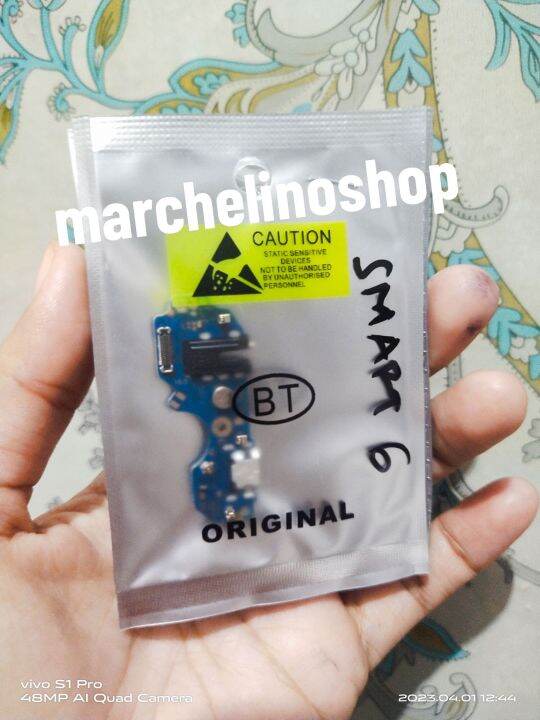 marchelinoshop
CAUTION
STATIC SENSITIVE
DEVICES
NOT TO BE HANDLED
BY UNAUTHORISED
PERSONNEL
SMART 6
BT
ORIGINAL
vivo S1 Pro
48MP AI Quad Camera
2023.04.01 12:44